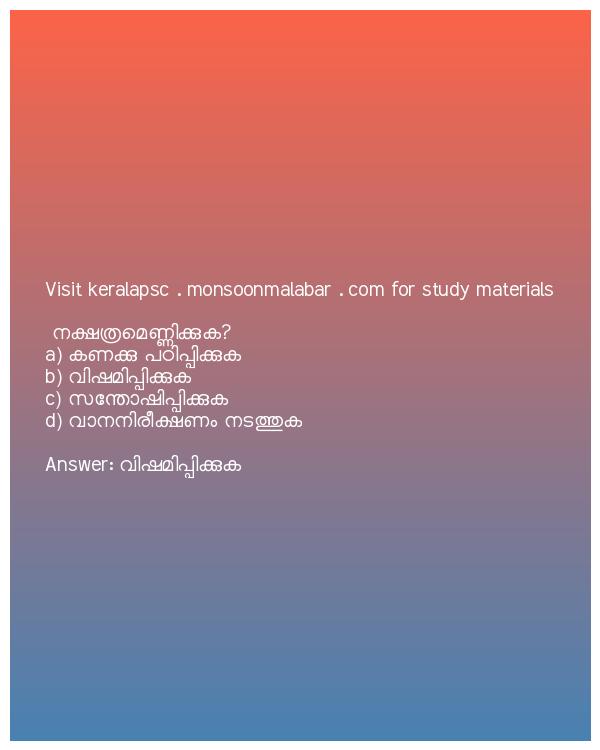 Visit keralapsc . monsoonmalabar . com for study materials
നക്ഷത്രമെണ്ണിക്കുക?
a) കണക്കു പഠിപ്പിക്കുക
b) വിഷമിപ്പിക്കുക
c) സന്തോഷിപ്പിക്കുക
d) വാനനിരീക്ഷണം നടത്തുക
Answer: വിഷമിപ്പിക്കുക